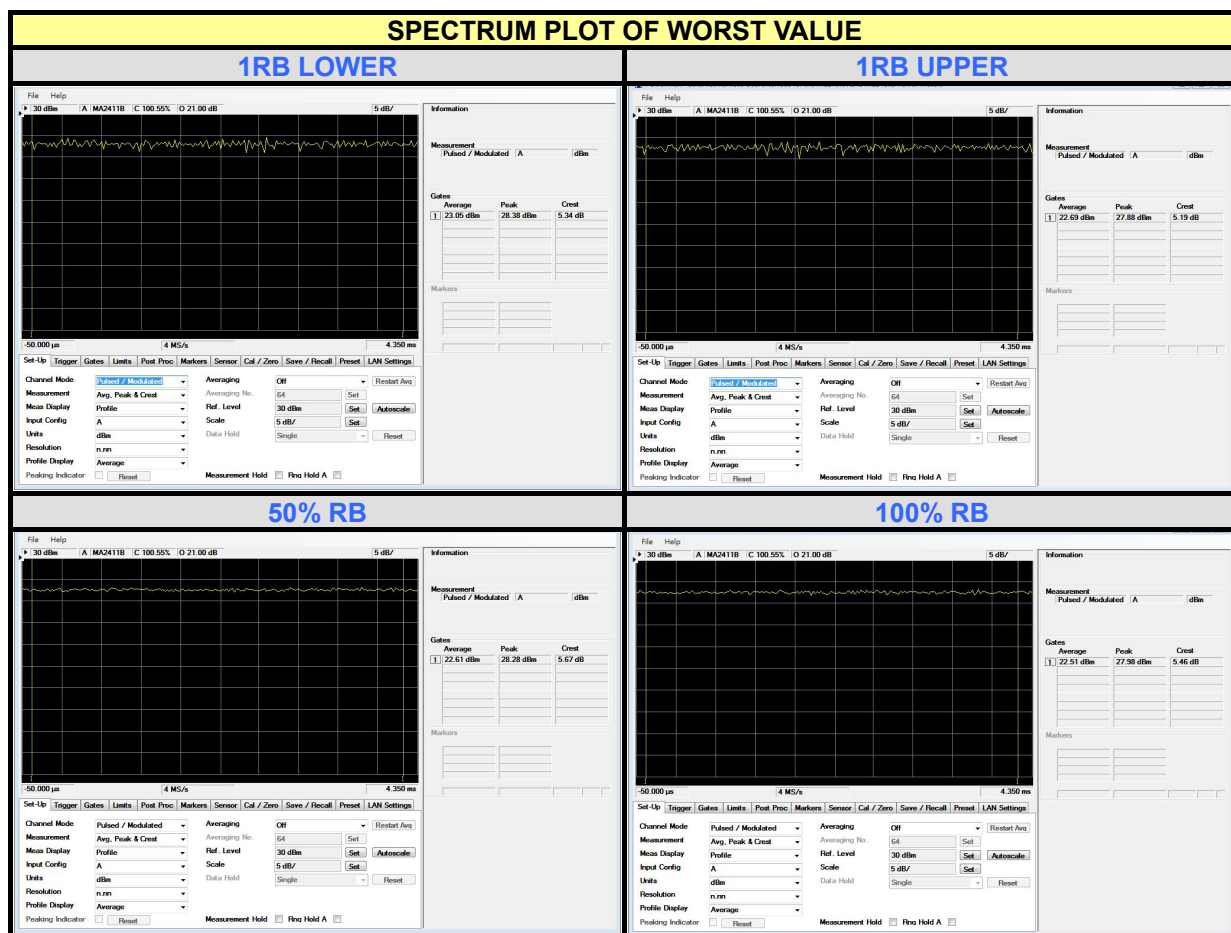 SPECTRUM PLOT OF WORST VALUE
1RB LOWER
File Help
30 dBm A MA2411B C 100.55% O 21.00 dB 5 dB/
-50.000 µs 4 MS/s 4.350 ms
Information
Measurement
Pulsed / Modulated A dBm
Gates
Average Peak Crest
1 23.05 dBm 28.38 dBm 5.34 dB
Markers
Set-Up Trigger Gates Limits Post Proc Markers Sensor Cal / Zero Save / Recall Preset LAN Settings
Channel Mode Pulsed / Modulated Averaging Off Restart Avg
Measurement Avg, Peak & Crest Averaging No. 64 Set
Meas Display Profile Ref. Level 30 dBm Set Autoscale
Input Config A Scale 5 dB/ Set
Units dBm Data Hold Single Reset
Resolution n.nn
Profile Display Average
Peaking Indicator Reset Measurement Hold Rng Hold A
1RB UPPER
File Help
30 dBm A MA2411B C 100.55% O 21.00 dB 5 dB/
-50.000 µs 4 MS/s 4.350 ms
Information
Measurement
Pulsed / Modulated A dBm
Gates
Average Peak Crest
1 22.69 dBm 27.88 dBm 5.19 dB
Markers
Set-Up Trigger Gates Limits Post Proc Markers Sensor Cal / Zero Save / Recall Preset LAN Settings
Channel Mode Pulsed / Modulated Averaging Off Restart Avg
Measurement Avg, Peak & Crest Averaging No. 64 Set
Meas Display Profile Ref. Level 30 dBm Set Autoscale
Input Config A Scale 5 dB/ Set
Units dBm Data Hold Single Reset
Resolution n.nn
Profile Display Average
Peaking Indicator Reset Measurement Hold Rng Hold A
50% RB
File Help
30 dBm A MA2411B C 100.55% O 21.00 dB 5 dB/
-50.000 µs 4 MS/s 4.350 ms
Information
Measurement
Pulsed / Modulated A dBm
Gates
Average Peak Crest
1 22.61 dBm 28.28 dBm 5.67 dB
Markers
Set-Up Trigger Gates Limits Post Proc Markers Sensor Cal / Zero Save / Recall Preset LAN Settings
Channel Mode Pulsed / Modulated Averaging Off Restart Avg
Measurement Avg, Peak & Crest Averaging No. 64 Set
Meas Display Profile Ref. Level 30 dBm Set Autoscale
Input Config A Scale 5 dB/ Set
Units dBm Data Hold Single Reset
Resolution n.nn
Profile Display Average
Peaking Indicator Reset Measurement Hold Rng Hold A
100% RB
File Help
30 dBm A MA2411B C 100.55% O 21.00 dB 5 dB/
-50.000 µs 4 MS/s 4.350 ms
Information
Measurement
Pulsed / Modulated A dBm
Gates
Average Peak Crest
1 22.51 dBm 27.98 dBm 5.46 dB
Markers
Set-Up Trigger Gates Limits Post Proc Markers Sensor Cal / Zero Save / Recall Preset LAN Settings
Channel Mode Pulsed / Modulated Averaging Off Restart Avg
Measurement Avg, Peak & Crest Averaging No. 64 Set
Meas Display Profile Ref. Level 30 dBm Set Autoscale
Input Config A Scale 5 dB/ Set
Units dBm Data Hold Single Reset
Resolution n.nn
Profile Display Average
Peaking Indicator Reset Measurement Hold Rng Hold A